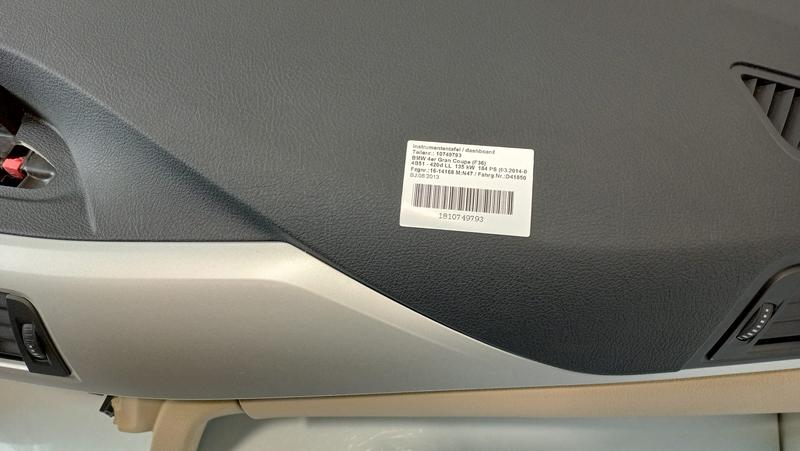 Instrumententafel / dashboard
Teilenr.: 10749793
BMW 4er Gran Coupe (F36)
4B51 - 420d LL 135 kW 184 PS (03.2014-0
Fzgnr.:16-14168 M:N47 / Fahrg.Nr.:D41850
BJ:08/2013
1810749793